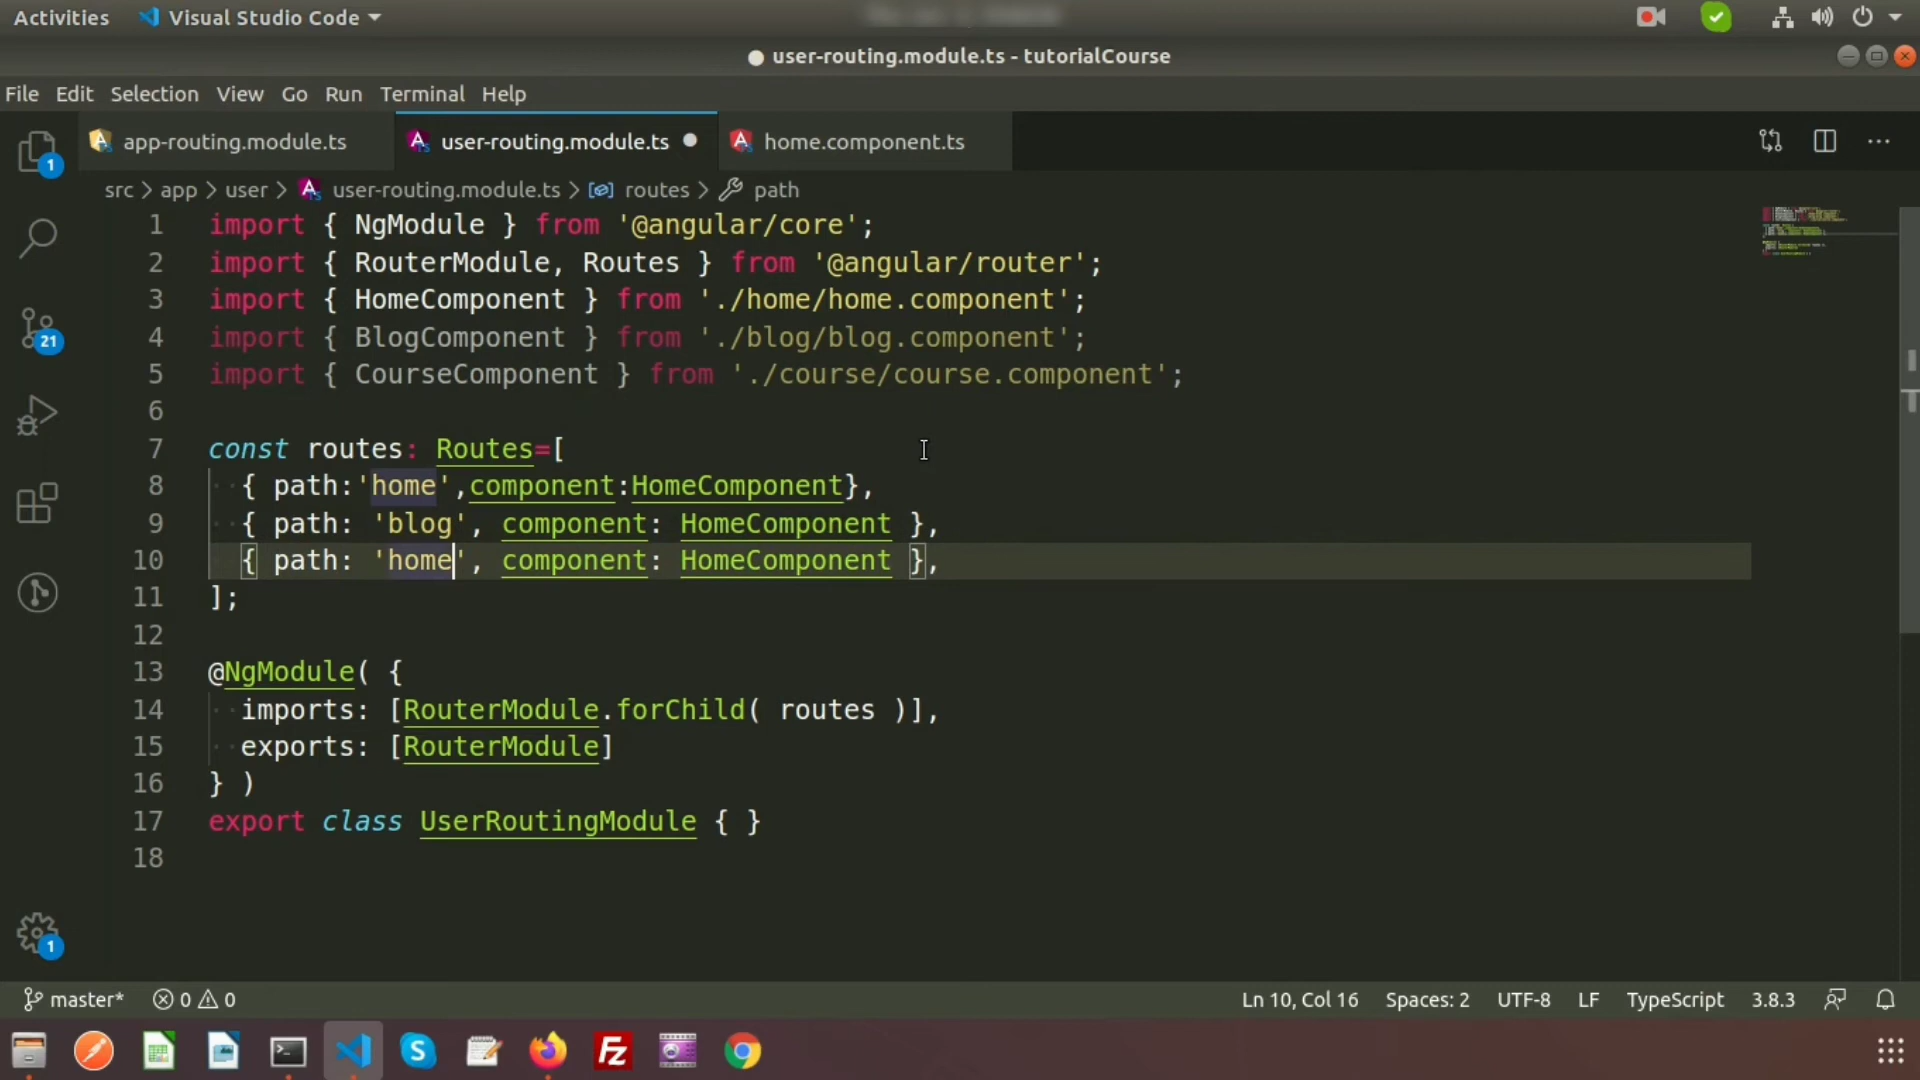 Activities Visual Studio Code
user-routing.module.ts - tutorialCourse
File Edit Selection View Go Run Terminal Help
app-routing.module.ts user-routing.module.ts home.component.ts
src > app > user > user-routing.module.ts > routes > path
1 import { NgModule } from '@angular/core';
2 import { RouterModule, Routes } from '@angular/router';
3 import { HomeComponent } from './home/home.component';
4 import { BlogComponent } from './blog/blog.component';
5 import { CourseComponent } from './course/course.component';
6
7 const routes: Routes=[
8 { path:'home',component:HomeComponent},
9 { path: 'blog', component: HomeComponent },
10 { path: 'home', component: HomeComponent },
11 ];
12
13 @NgModule( {
14 imports: [RouterModule.forChild( routes )],
15 exports: [RouterModule]
16 } )
17 export class UserRoutingModule { }
18
1
21
1
master* 0 0 Ln 10, Col 16 Spaces: 2 UTF-8 LF TypeScript 3.8.3